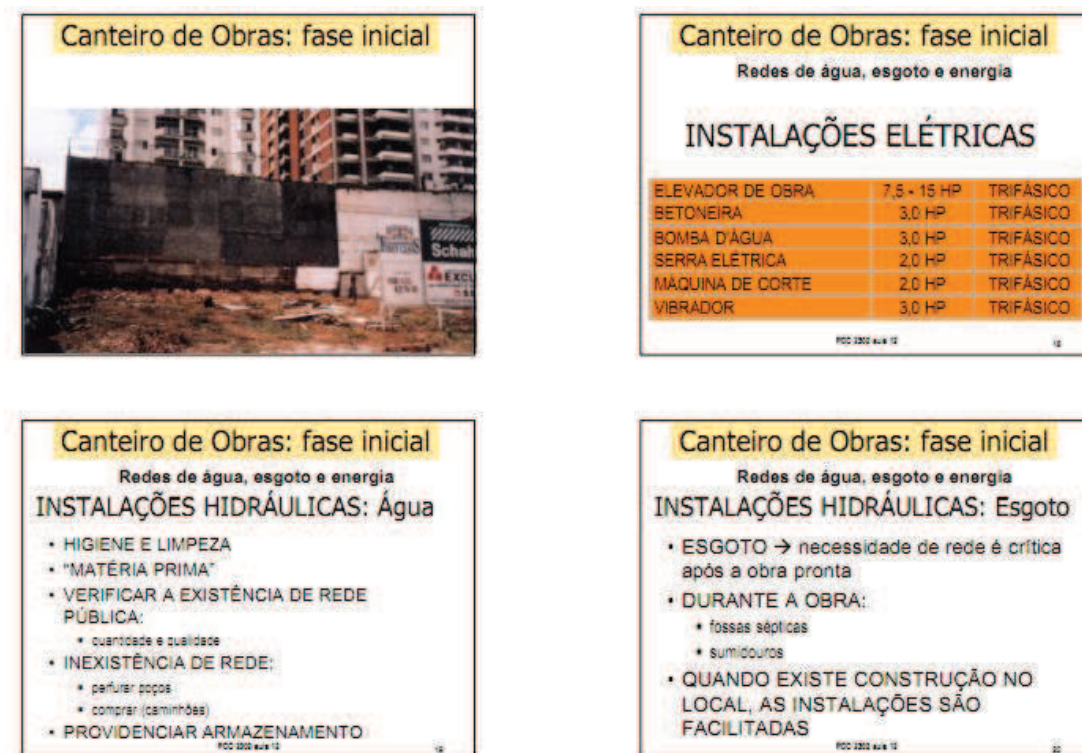 Canteiro de Obras: fase inicial
Schah
EXCL
Canteiro de Obras: fase inicial
Redes de água, esgoto e energia
INSTALAÇÕES ELÉTRICAS
ELEVADOR DE OBRA 7,5 - 15 HP TRIFÁSICO
BETONEIRA 3,0 HP TRIFÁSICO
BOMBA D'ÁGUA 3,0 HP TRIFÁSICO
SERRA ELÉTRICA 2,0 HP TRIFÁSICO
MÁQUINA DE CORTE 2,0 HP TRIFÁSICO
VIBRADOR 3,0 HP TRIFÁSICO
Canteiro de Obras: fase inicial
Redes de água, esgoto e energia
INSTALAÇÕES HIDRÁULICAS: Água
• HIGIENE E LIMPEZA
• "MATÉRIA PRIMA"
• VERIFICAR A EXISTÊNCIA DE REDE
PÚBLICA:
• quantidade e qualidade
• INEXISTÊNCIA DE REDE:
• perfurar poços
• comprar (caminhões)
• PROVIDENCIAR ARMAZENAMENTO
Canteiro de Obras: fase inicial
Redes de água, esgoto e energia
INSTALAÇÕES HIDRÁULICAS: Esgoto
• ESGOTO → necessidade de rede é crítica
após a obra pronta
• DURANTE A OBRA:
• fossas sépticas
• sumidouros
• QUANDO EXISTE CONSTRUÇÃO NO
LOCAL, AS INSTALAÇÕES SÃO
FACILITADAS